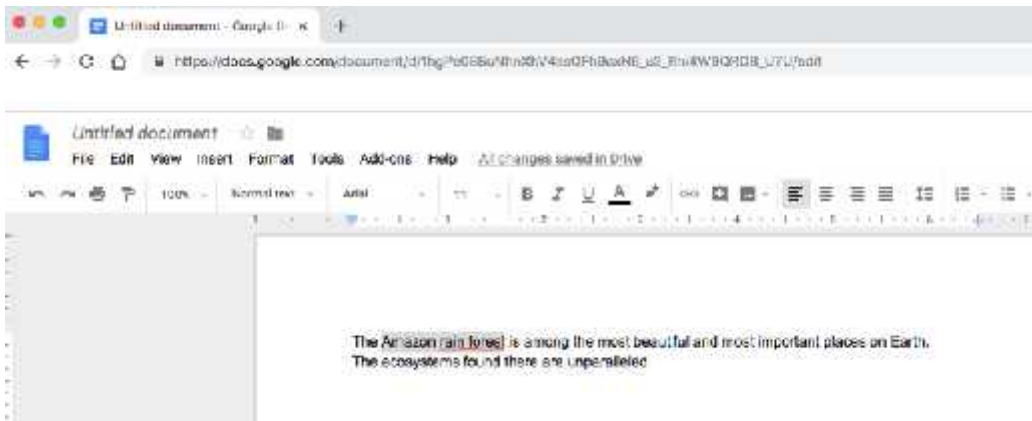 Untitled document - Google D
https://docs.google.com/document/d/
Untitled document
File Edit View Insert Format Tools Add-ons Help All changes saved in Drive
100% Normal text Arial 11 B I U A
The Amazon rain forest is among the most beautiful and most important places on Earth.
The ecosystems found there are unparalleled